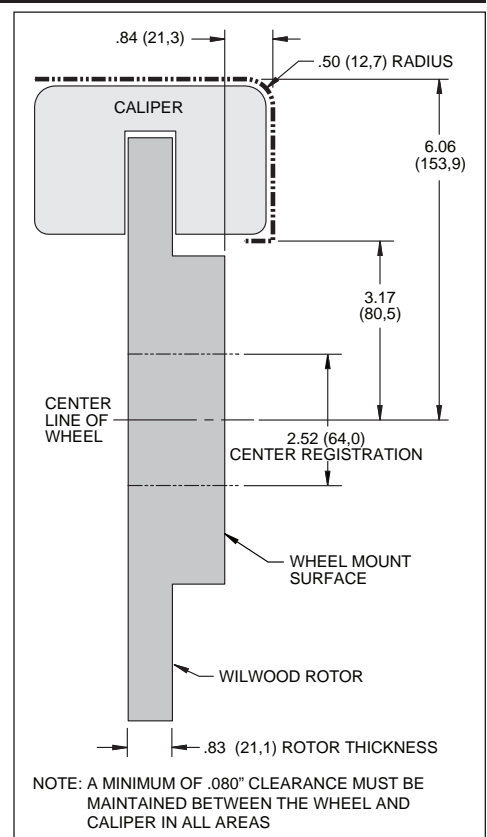 .84 (21,3)
.50 (12,7) RADIUS
CALIPER
6.06
(153,9)
3.17
(80,5)
CENTER
LINE OF
WHEEL
2.52 (64,0)
CENTER REGISTRATION
WHEEL MOUNT
SURFACE
WILWOOD ROTOR
.83 (21,1) ROTOR THICKNESS
NOTE: A MINIMUM OF .080" CLEARANCE MUST BE
MAINTAINED BETWEEN THE WHEEL AND
CALIPER IN ALL AREAS